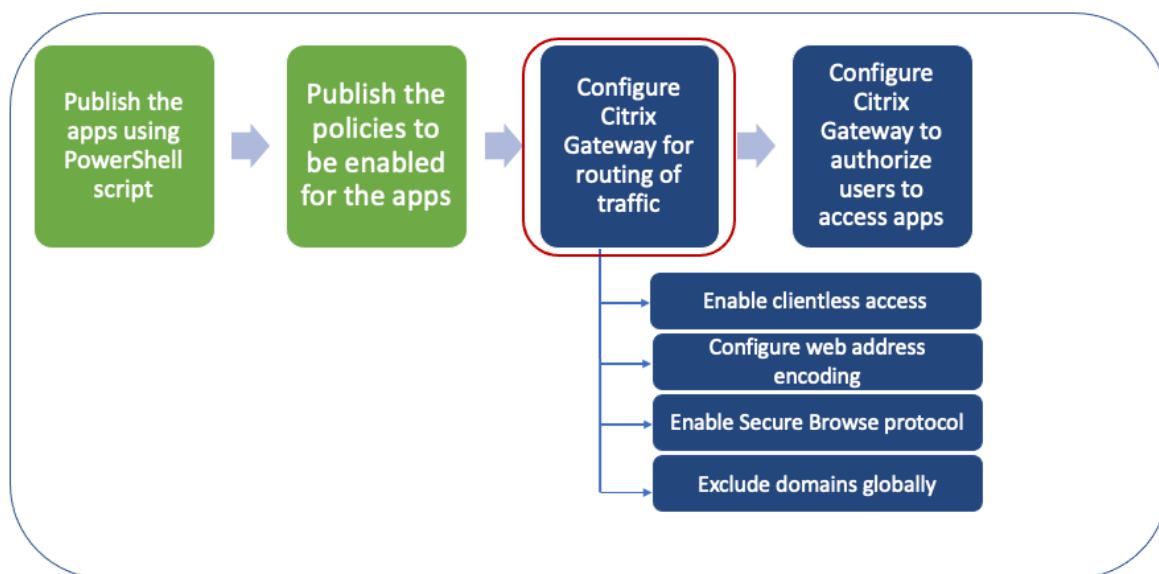 Publish the
apps using
PowerShell
script
Publish the
policies to
be enabled
for the apps
Configure
Citrix
Gateway for
routing of
traffic
Configure
Citrix
Gateway to
authorize
users to
access apps
Enable clientless access
Configure web address
encoding
Enable Secure Browse protocol
Exclude domains globally